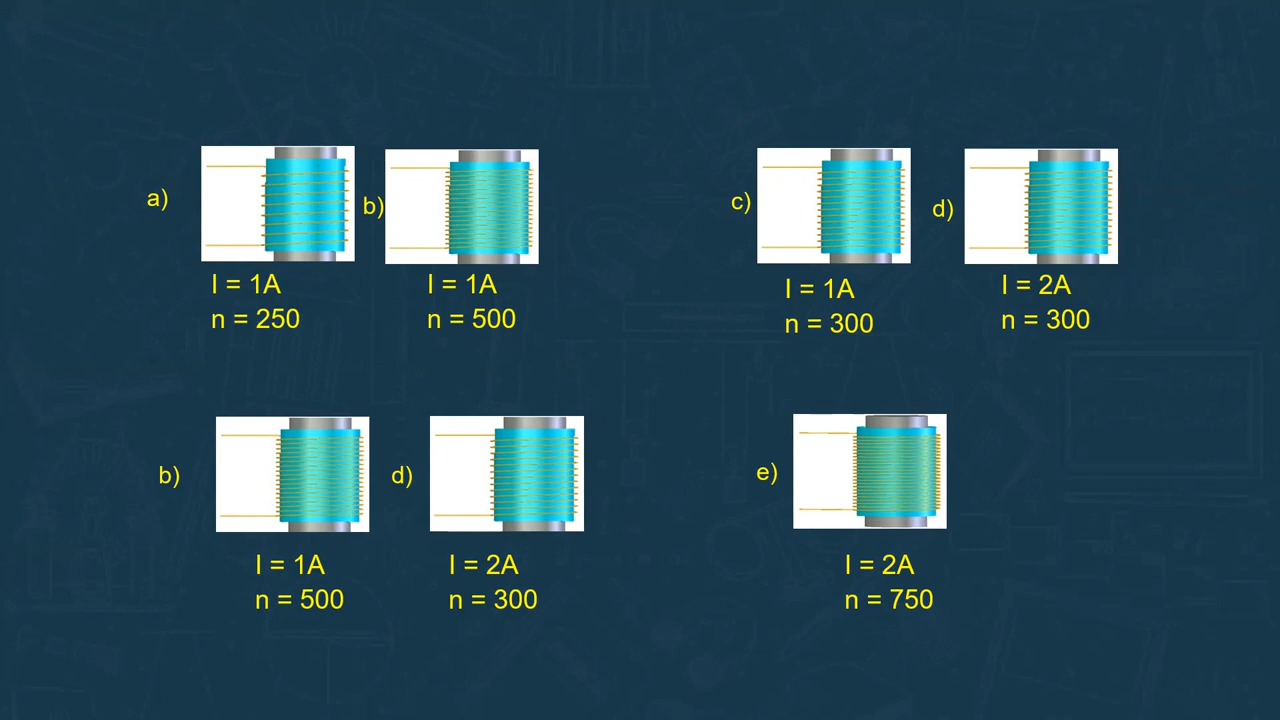 a)
I = 1A
n = 250
b)
I = 1A
n = 500
c)
I = 1A
n = 300
d)
I = 2A
n = 300
b)
I = 1A
n = 500
d)
I = 2A
n = 300
e)
I = 2A
n = 750